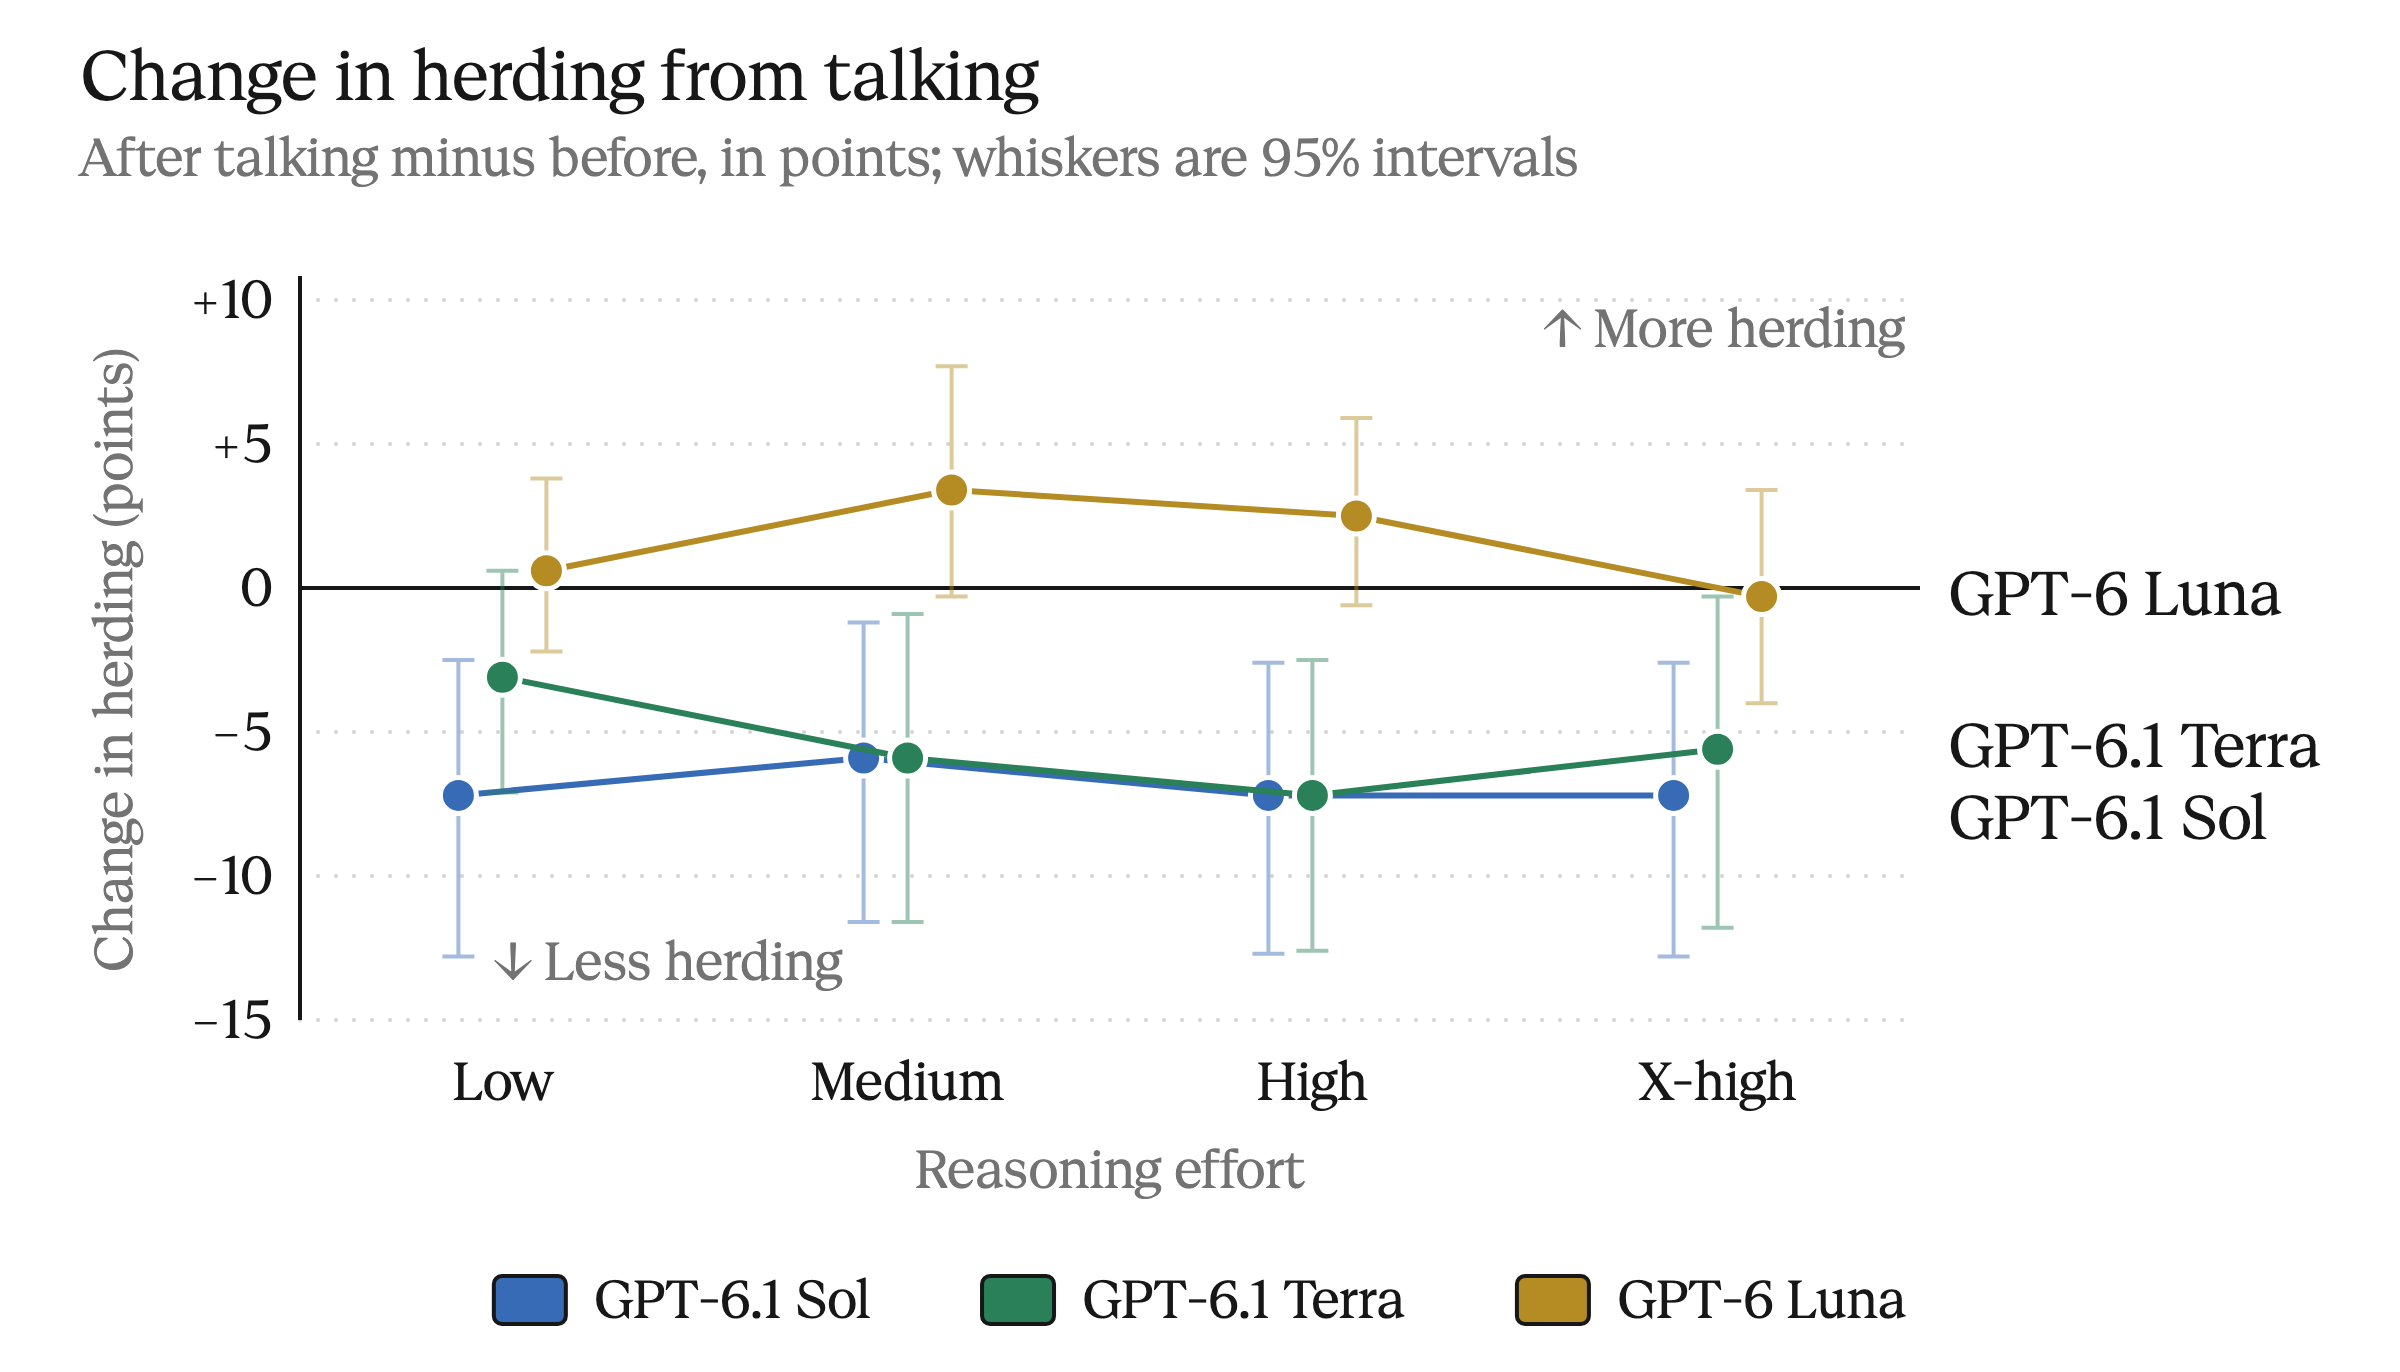 Change in herding from talking
After talking minus before, in points; whiskers are 95% intervals
Change in herding (points)
+10
+5
0
−5
−10
−15
↑ More herding
↓ Less herding
GPT-6 Luna
GPT-6.1 Terra
GPT-6.1 Sol
Low Medium High X-high
Reasoning effort
GPT-6.1 Sol GPT-6.1 Terra GPT-6 Luna